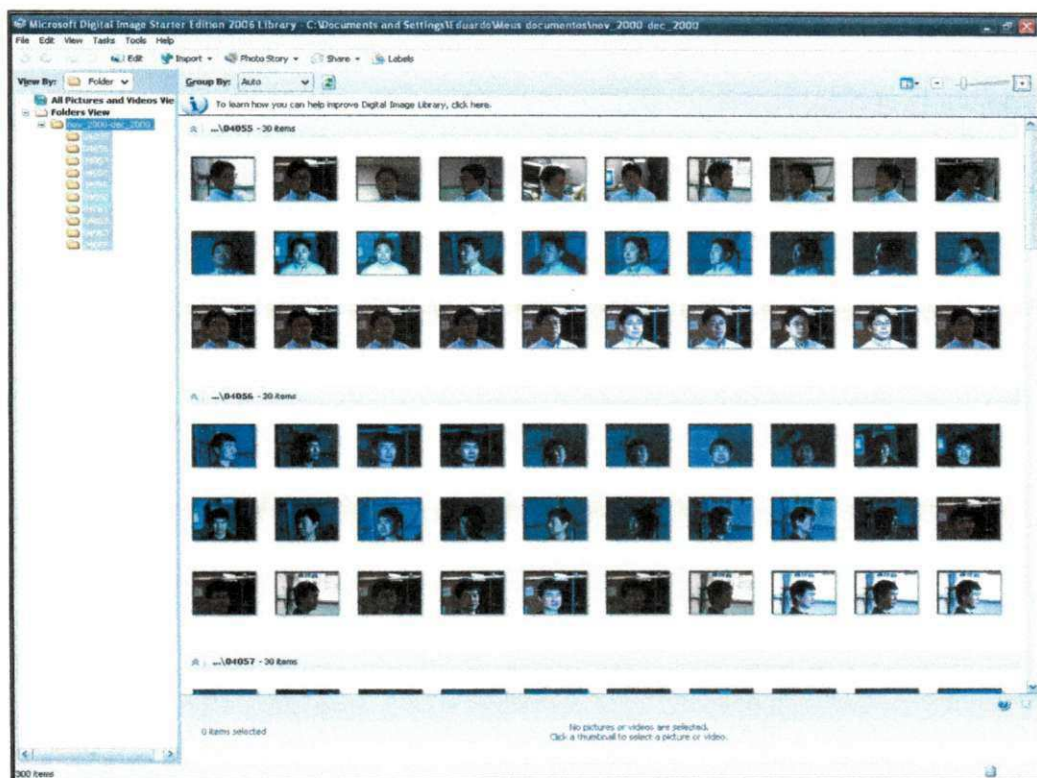 Microsoft Digital Image Starter Edition 2006 Library - C:\Documents and Settings\Eduardo\Meus documentos\nov_2000-dec_2000
File Edit View Tasks Tools Help
Edit Import Photo Story Share Labels
View By: Folder Group By: Auto
To learn how you can help improve Digital Image Library, click here.
All Pictures and Videos Vie
Folders View
nov_2000-dec_2000
...\04055 - 30 items
...\04056 - 30 items
...\04057 - 30 items
0 items selected
No pictures or videos are selected.
Click a thumbnail to select a picture or video.
300 items